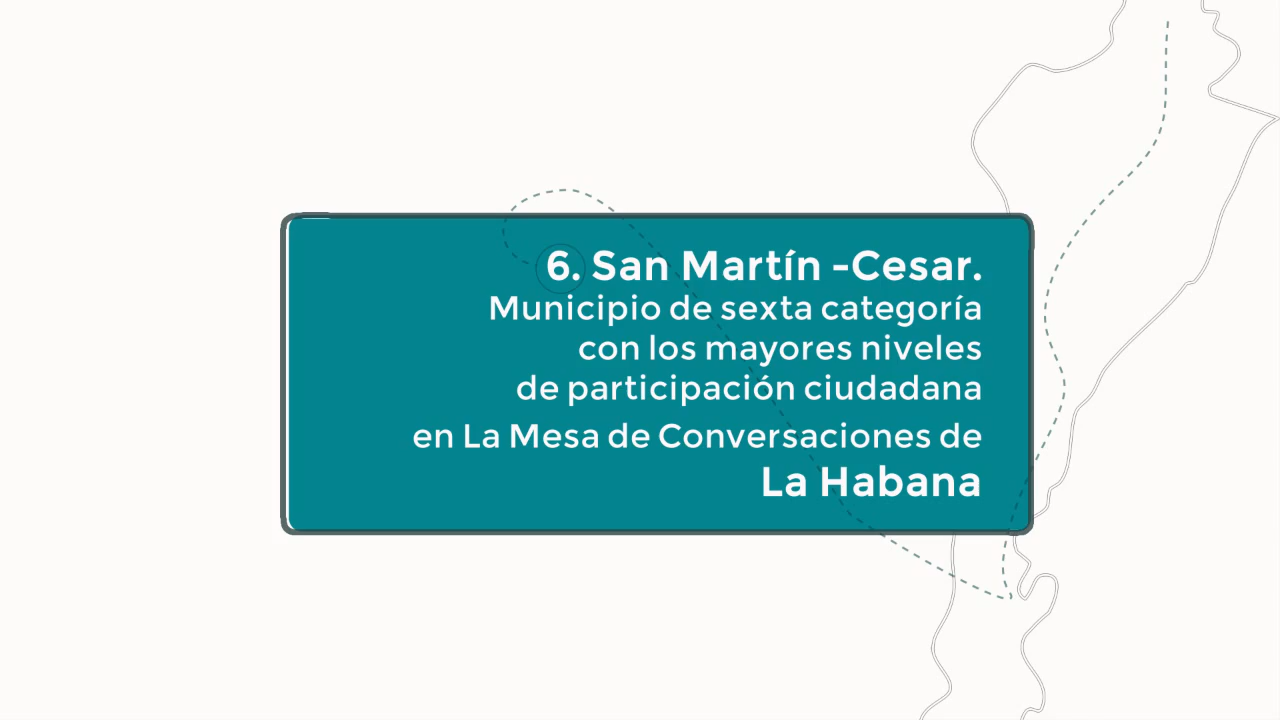 6. San Martín -Cesar.
Municipio de sexta categoría
con los mayores niveles
de participación ciudadana
en La Mesa de Conversaciones de
La Habana